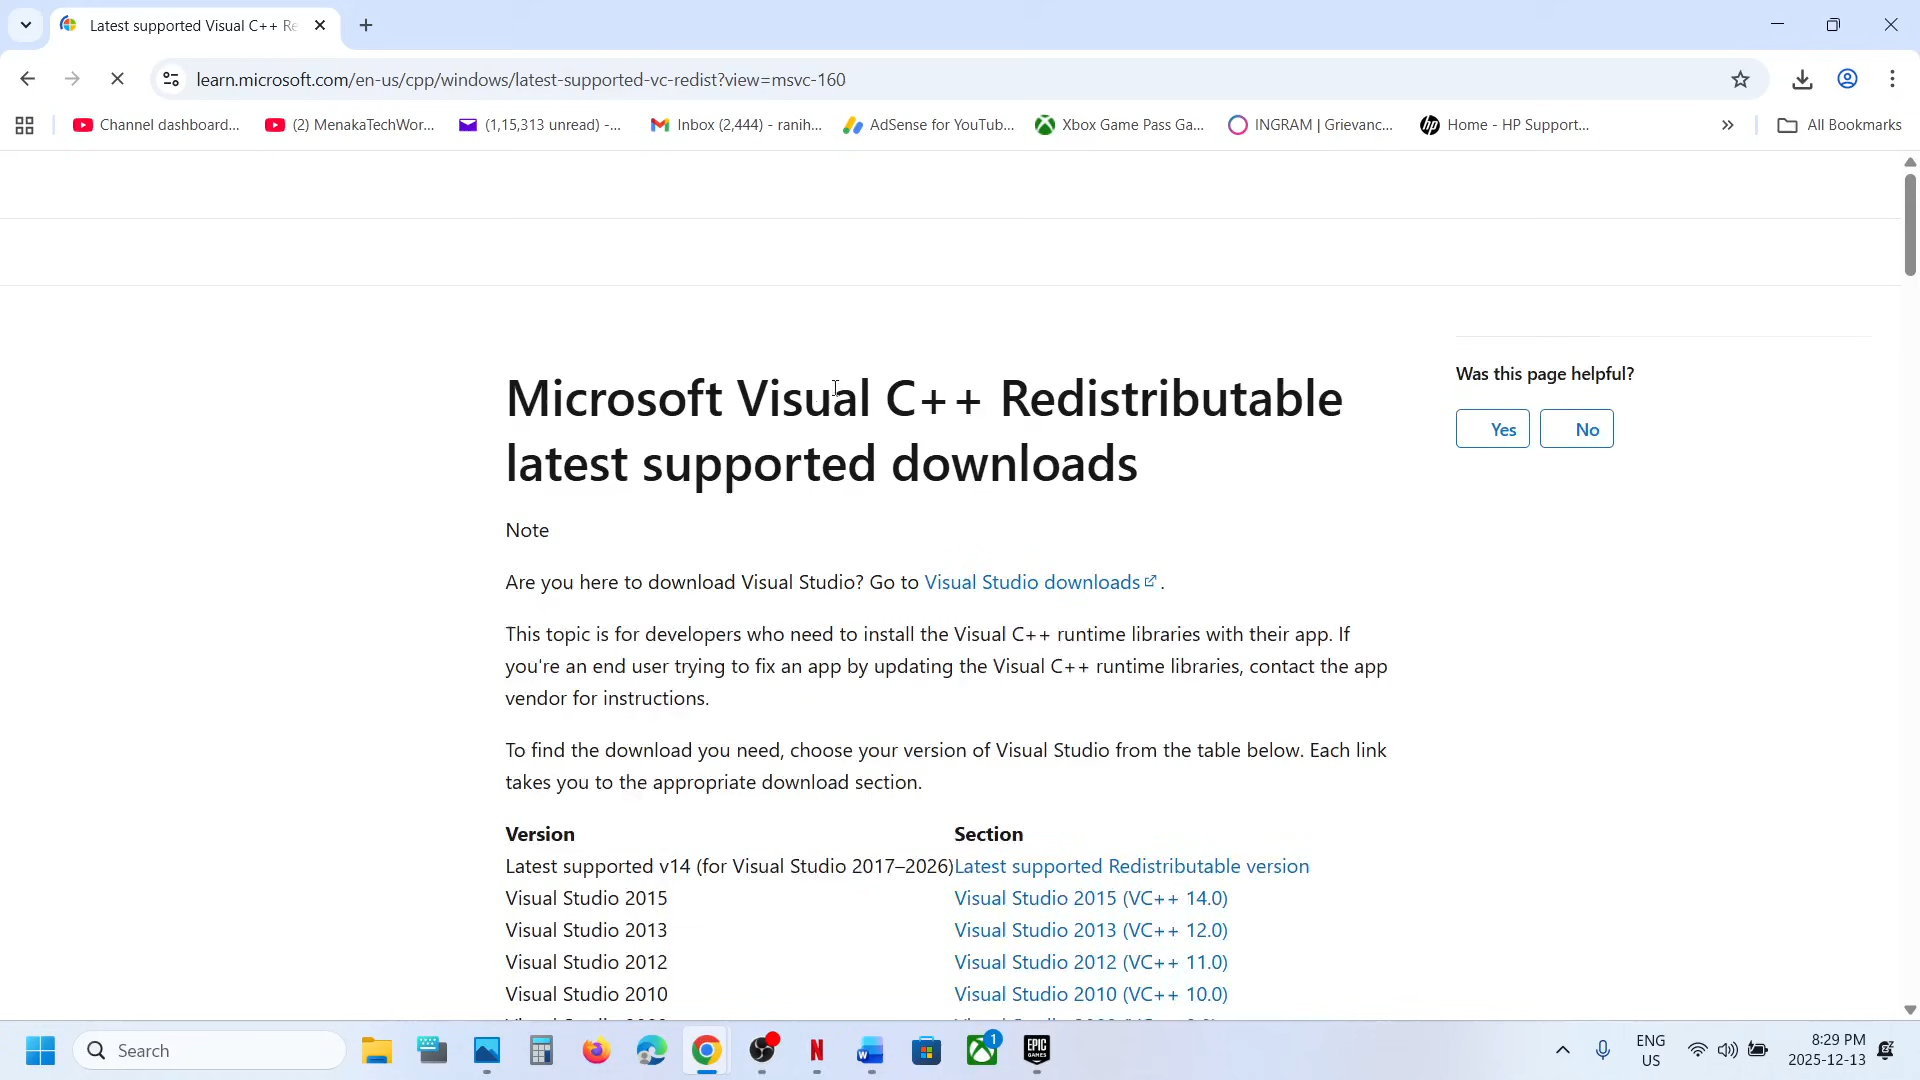 Latest supported Visual C++ Re
learn.microsoft.com/en-us/cpp/windows/latest-supported-vc-redist?view=msvc-160
Channel dashboard...
(2) MenakaTechWor...
(1,15,313 unread) -...
Inbox (2,444) - ranih...
AdSense for YouTub...
Xbox Game Pass Ga...
INGRAM | Grievanc...
Home - HP Support...
All Bookmarks
Microsoft Visual C++ Redistributable
latest supported downloads
Was this page helpful?
Yes
No
Note
Are you here to download Visual Studio? Go to Visual Studio downloads.
This topic is for developers who need to install the Visual C++ runtime libraries with their app. If
you're an end user trying to fix an app by updating the Visual C++ runtime libraries, contact the app
vendor for instructions.
To find the download you need, choose your version of Visual Studio from the table below. Each link
takes you to the appropriate download section.
Version Section
Latest supported v14 (for Visual Studio 2017–2026) Latest supported Redistributable version
Visual Studio 2015 Visual Studio 2015 (VC++ 14.0)
Visual Studio 2013 Visual Studio 2013 (VC++ 12.0)
Visual Studio 2012 Visual Studio 2012 (VC++ 11.0)
Visual Studio 2010 Visual Studio 2010 (VC++ 10.0)
Search
1
EPIC
GAMES
ENG
US
8:29 PM
2025-12-13